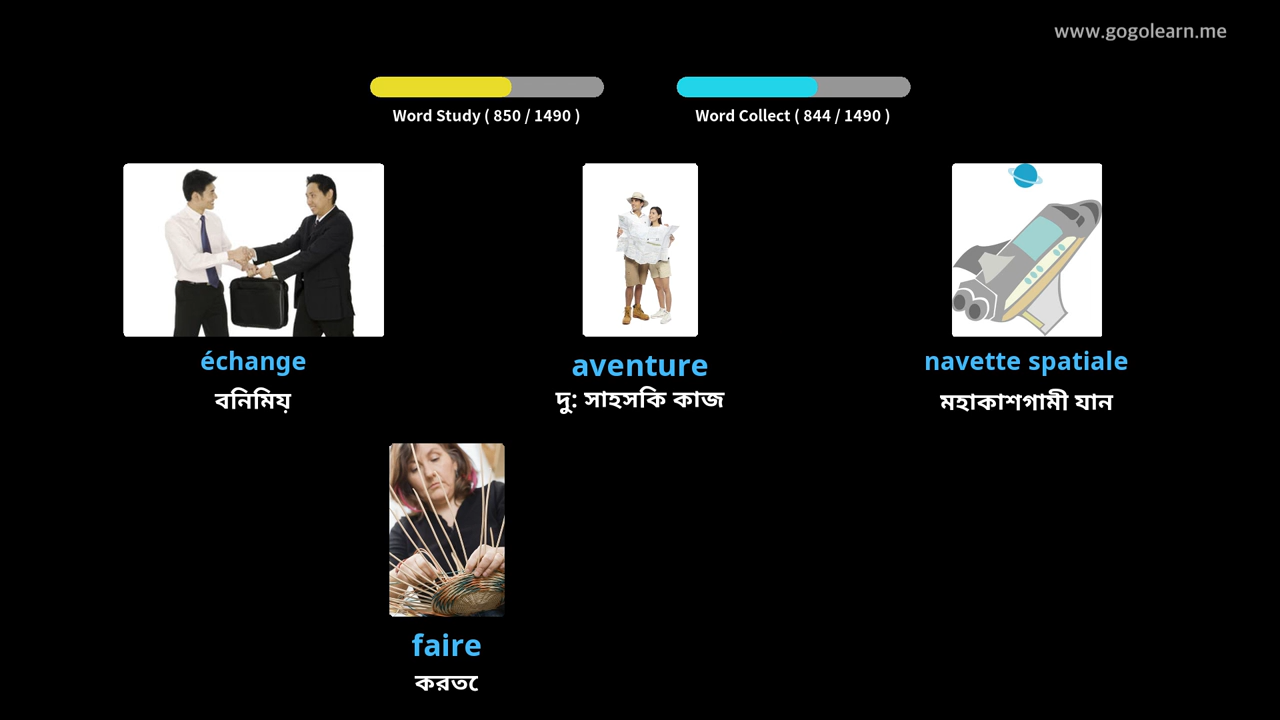 www.gogolearn.me
Word Study ( 850 / 1490 )
Word Collect ( 844 / 1490 )
échange
বনিমিয়
aventure
দু: সাহসকি কাজ
navette spatiale
মহাকাশগামী যান
faire
করতে